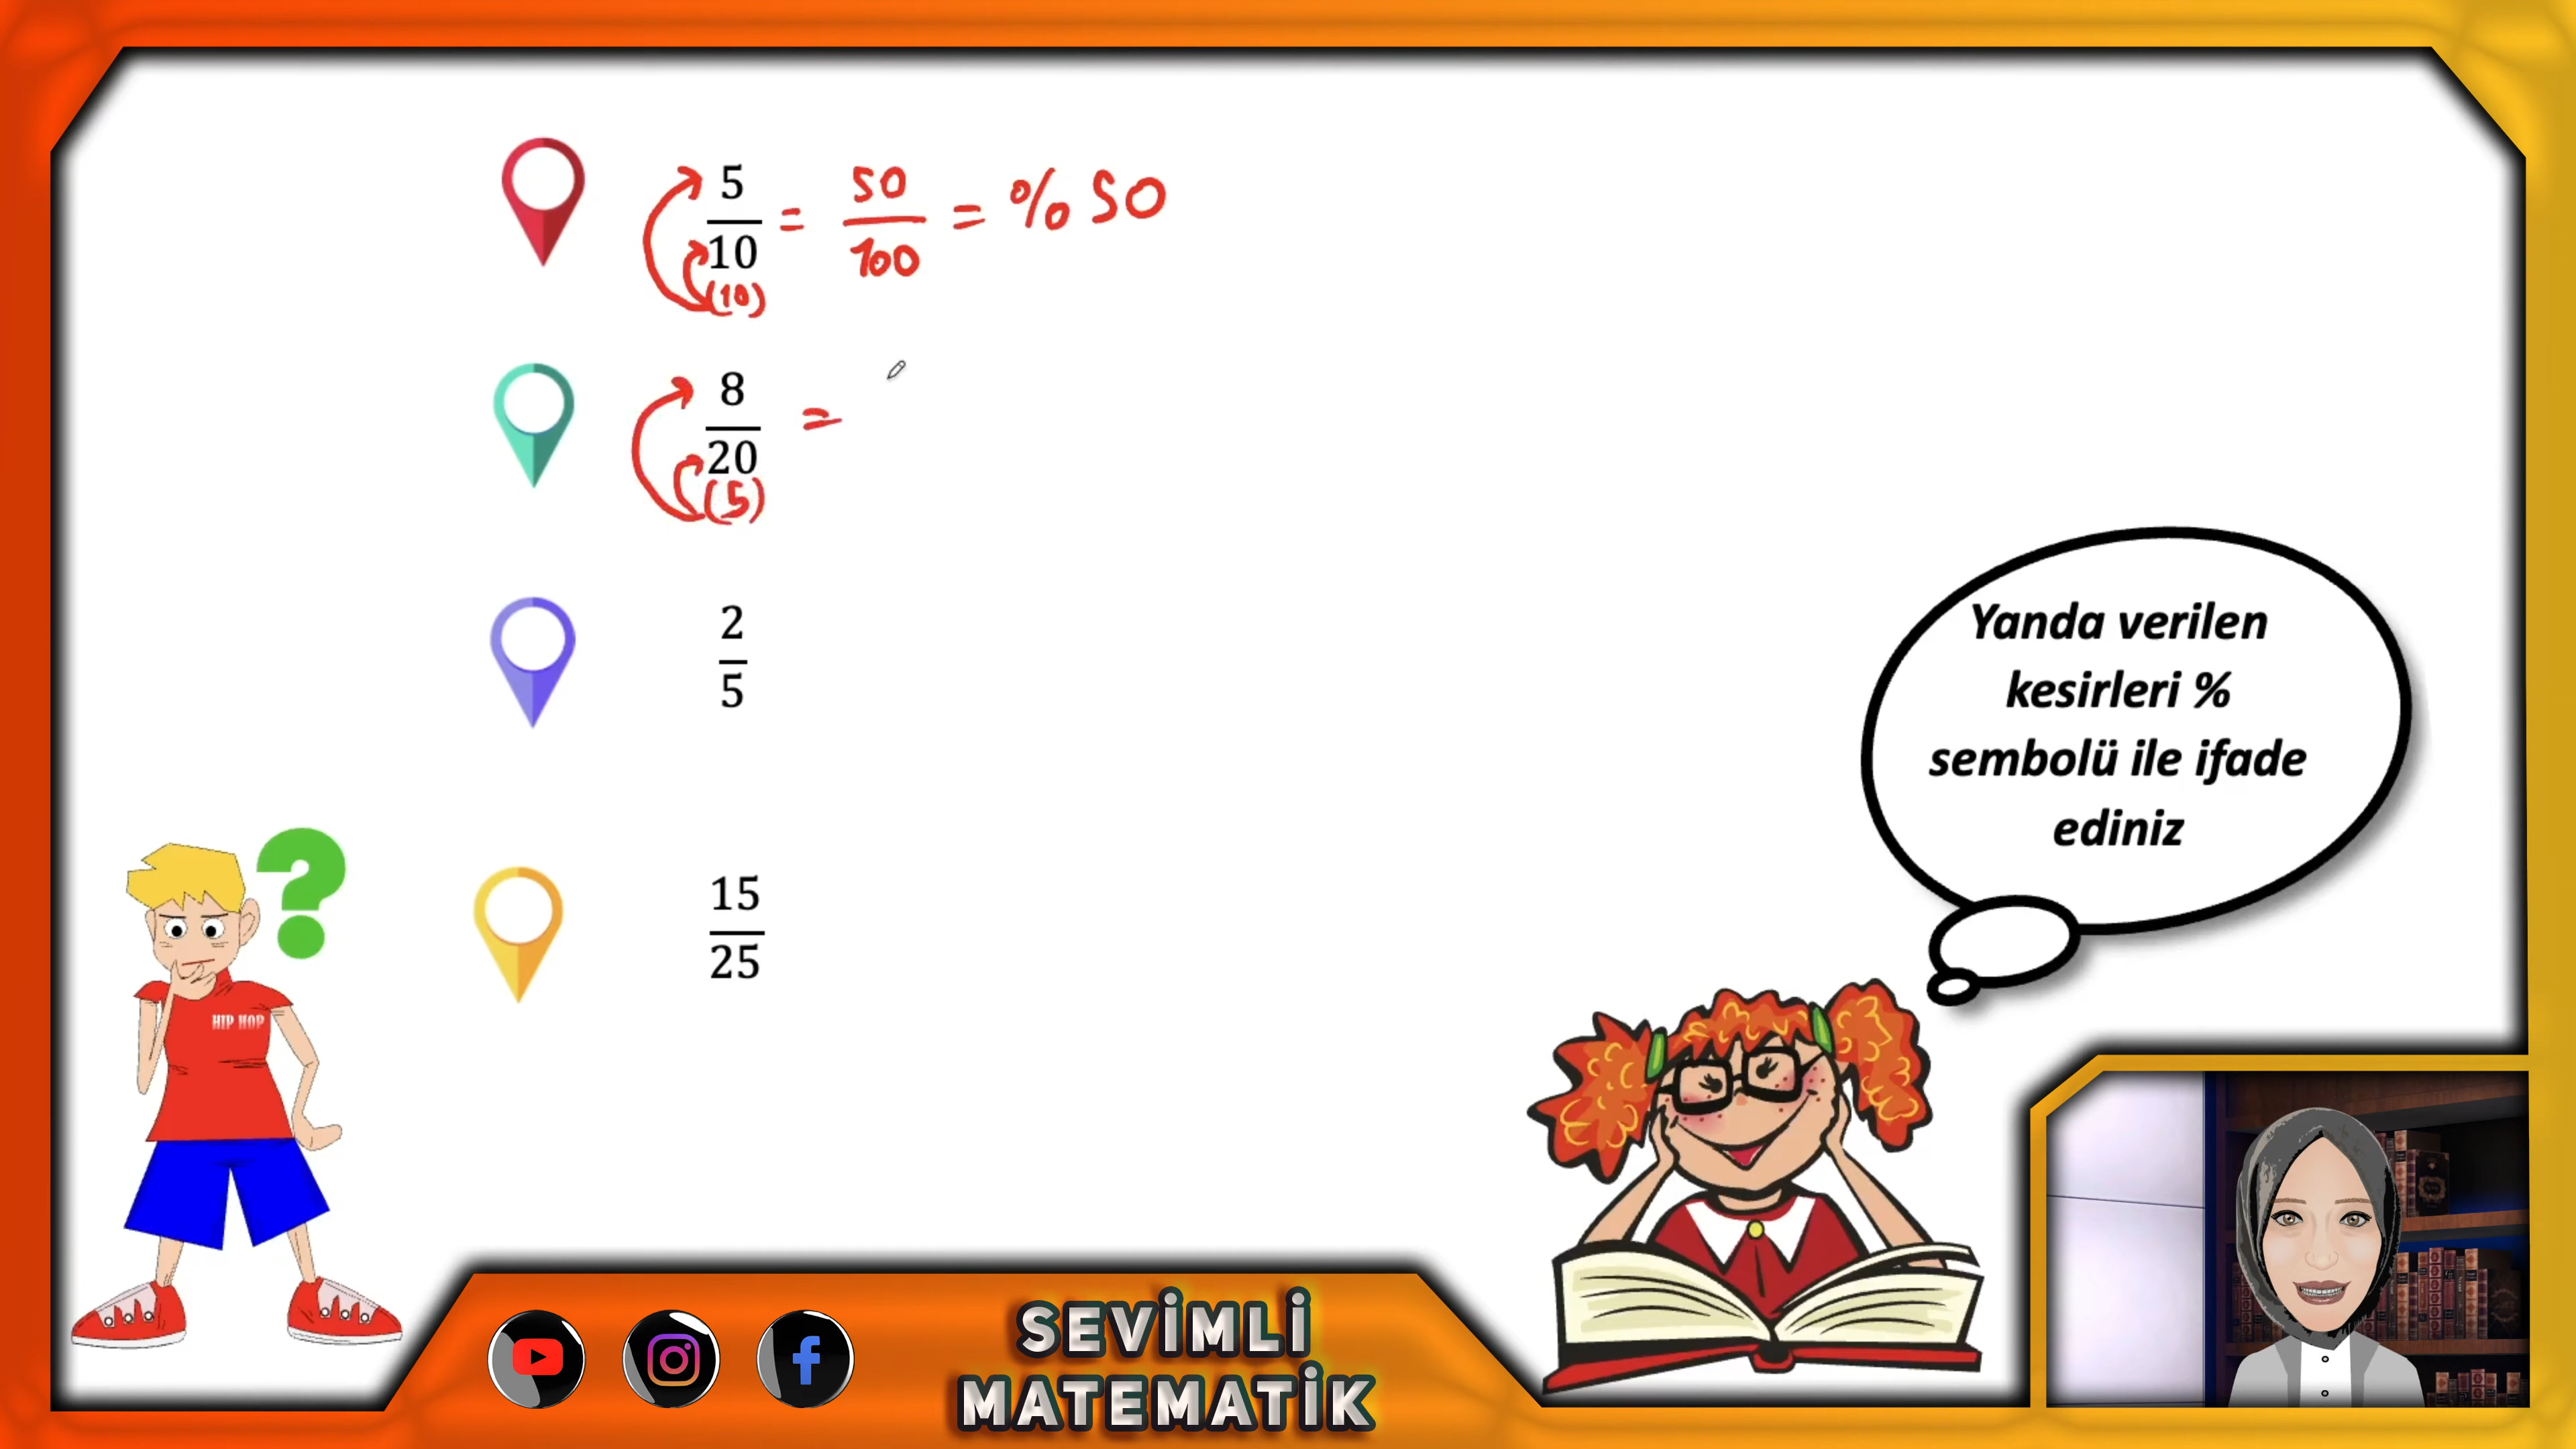 5/10 = 50/100 = % 50
(10)
8/20 =
(5)
2/5
15/25
Yanda verilen
kesirleri %
sembolü ile ifade
ediniz
?
HIP HOP
SEVİMLİ
MATEMATİK